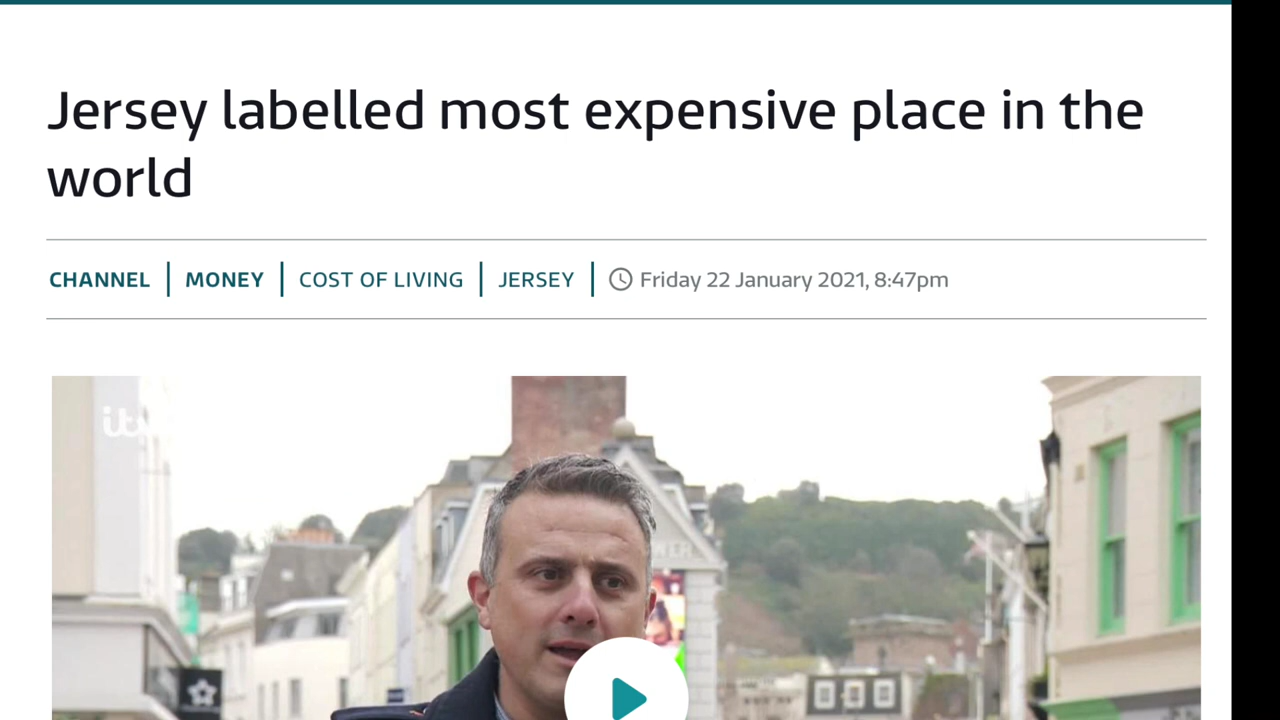 Jersey labelled most expensive place in the
world
CHANNEL | MONEY | COST OF LIVING | JERSEY | Friday 22 January 2021, 8:47pm
itv